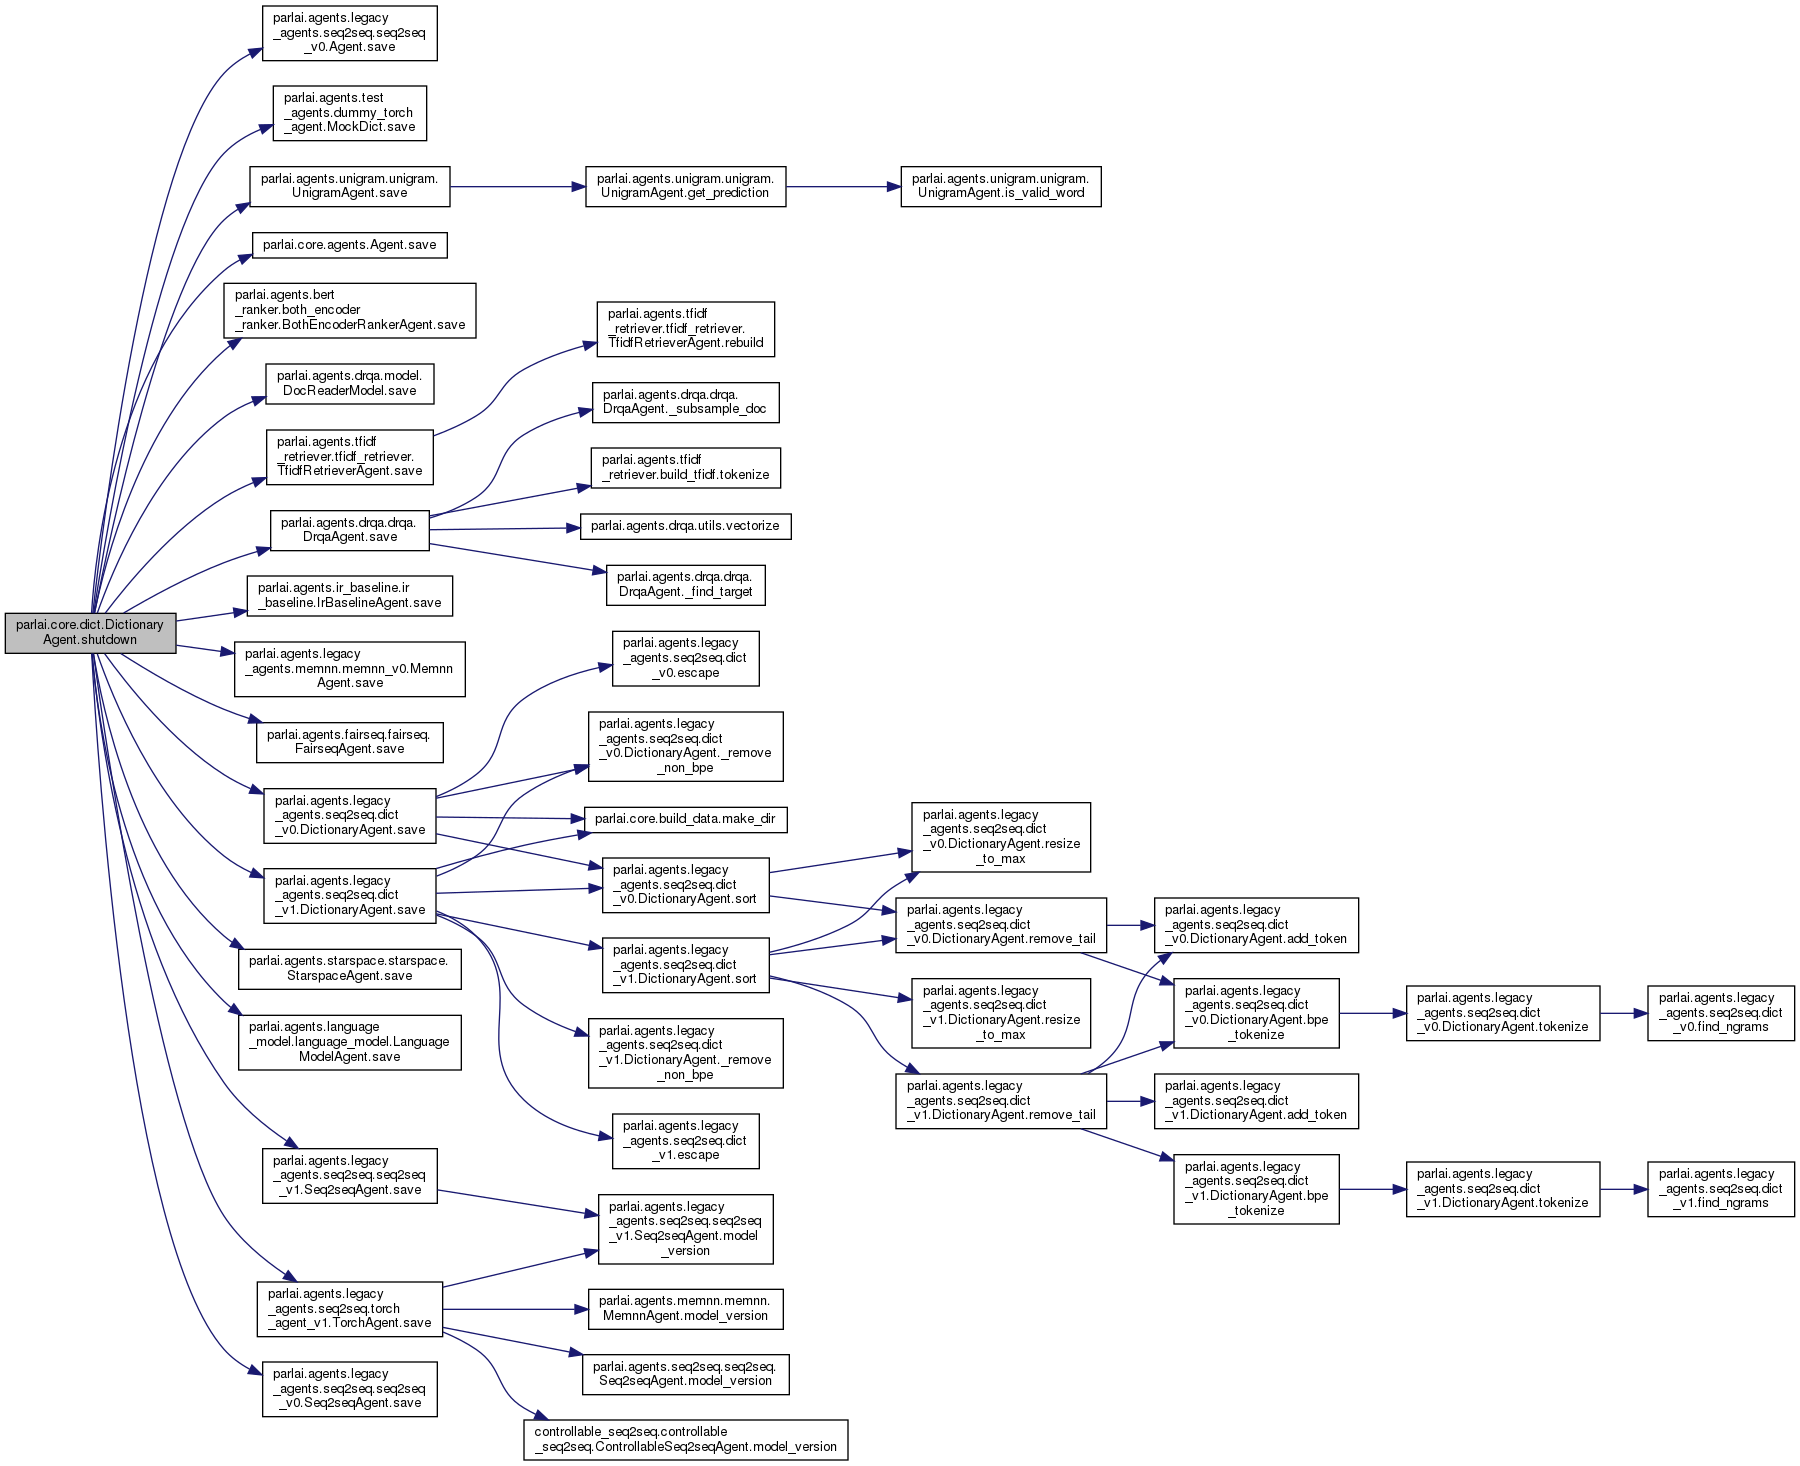 parlai.core.dict.Dictionary
Agent.shutdown
parlai.agents.legacy
_agents.seq2seq.seq2seq
_v0.Agent.save
parlai.agents.test
_agents.dummy_torch
_agent.MockDict.save
parlai.agents.unigram.unigram.
UnigramAgent.save
parlai.core.agents.Agent.save
parlai.agents.bert
_ranker.both_encoder
_ranker.BothEncoderRankerAgent.save
parlai.agents.drqa.model.
DocReaderModel.save
parlai.agents.tfidf
_retriever.tfidf_retriever.
TfidfRetrieverAgent.save
parlai.agents.drqa.drqa.
DrqaAgent.save
parlai.agents.ir_baseline.ir
_baseline.IrBaselineAgent.save
parlai.agents.legacy
_agents.memnn.memnn_v0.Memnn
Agent.save
parlai.agents.fairseq.fairseq.
FairseqAgent.save
parlai.agents.legacy
_agents.seq2seq.dict
_v0.DictionaryAgent.save
parlai.agents.legacy
_agents.seq2seq.dict
_v1.DictionaryAgent.save
parlai.agents.starspace.starspace.
StarspaceAgent.save
parlai.agents.language
_model.language_model.Language
ModelAgent.save
parlai.agents.legacy
_agents.seq2seq.seq2seq
_v1.Seq2seqAgent.save
parlai.agents.legacy
_agents.seq2seq.torch
_agent_v1.TorchAgent.save
parlai.agents.legacy
_agents.seq2seq.seq2seq
_v0.Seq2seqAgent.save
parlai.agents.unigram.unigram.
UnigramAgent.get_prediction
parlai.agents.tfidf
_retriever.tfidf_retriever.
TfidfRetrieverAgent.rebuild
parlai.agents.drqa.drqa.
DrqaAgent._subsample_doc
parlai.agents.tfidf
_retriever.build_tfidf.tokenize
parlai.agents.drqa.utils.vectorize
parlai.agents.drqa.drqa.
DrqaAgent._find_target
parlai.agents.legacy
_agents.seq2seq.dict
_v0.escape
parlai.agents.legacy
_agents.seq2seq.dict
_v0.DictionaryAgent._remove
_non_bpe
parlai.core.build_data.make_dir
parlai.agents.legacy
_agents.seq2seq.dict
_v0.DictionaryAgent.sort
parlai.agents.legacy
_agents.seq2seq.dict
_v1.DictionaryAgent.sort
parlai.agents.legacy
_agents.seq2seq.dict
_v1.DictionaryAgent._remove
_non_bpe
parlai.agents.legacy
_agents.seq2seq.dict
_v1.escape
parlai.agents.legacy
_agents.seq2seq.seq2seq
_v1.Seq2seqAgent.model
_version
parlai.agents.memnn.memnn.
MemnnAgent.model_version
parlai.agents.seq2seq.seq2seq.
Seq2seqAgent.model_version
controllable_seq2seq.controllable
_seq2seq.ControllableSeq2seqAgent.model_version
parlai.agents.unigram.unigram.
UnigramAgent.is_valid_word
parlai.agents.legacy
_agents.seq2seq.dict
_v0.DictionaryAgent.resize
_to_max
parlai.agents.legacy
_agents.seq2seq.dict
_v0.DictionaryAgent.remove_tail
parlai.agents.legacy
_agents.seq2seq.dict
_v1.DictionaryAgent.resize
_to_max
parlai.agents.legacy
_agents.seq2seq.dict
_v1.DictionaryAgent.remove_tail
parlai.agents.legacy
_agents.seq2seq.dict
_v0.DictionaryAgent.add_token
parlai.agents.legacy
_agents.seq2seq.dict
_v0.DictionaryAgent.bpe
_tokenize
parlai.agents.legacy
_agents.seq2seq.dict
_v1.DictionaryAgent.add_token
parlai.agents.legacy
_agents.seq2seq.dict
_v1.DictionaryAgent.bpe
_tokenize
parlai.agents.legacy
_agents.seq2seq.dict
_v0.DictionaryAgent.tokenize
parlai.agents.legacy
_agents.seq2seq.dict
_v1.DictionaryAgent.tokenize
parlai.agents.legacy
_agents.seq2seq.dict
_v0.find_ngrams
parlai.agents.legacy
_agents.seq2seq.dict
_v1.find_ngrams